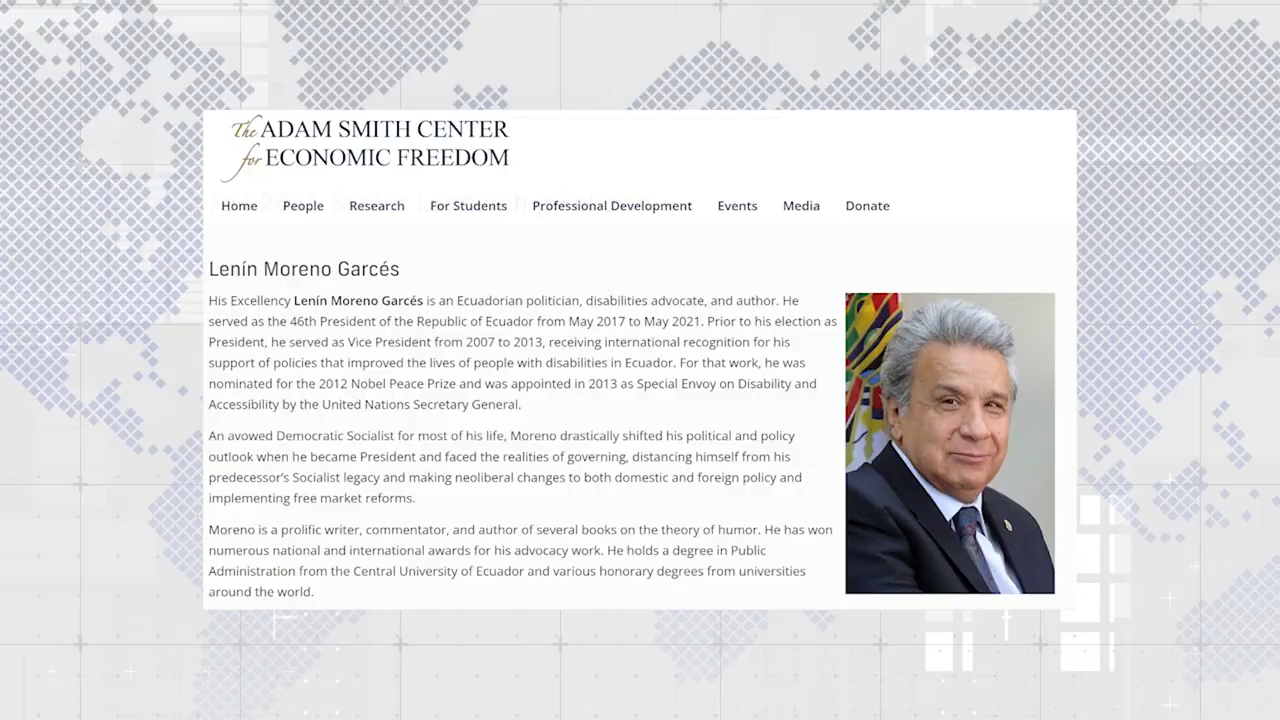 The ADAM SMITH CENTER
for ECONOMIC FREEDOM
Home People Research For Students Professional Development Events Media Donate
Lenín Moreno Garcés
His Excellency Lenín Moreno Garcés is an Ecuadorian politician, disabilities advocate, and author. He
served as the 46th President of the Republic of Ecuador from May 2017 to May 2021. Prior to his election as
President, he served as Vice President from 2007 to 2013, receiving international recognition for his
support of policies that improved the lives of people with disabilities in Ecuador. For that work, he was
nominated for the 2012 Nobel Peace Prize and was appointed in 2013 as Special Envoy on Disability and
Accessibility by the United Nations Secretary General.
An avowed Democratic Socialist for most of his life, Moreno drastically shifted his political and policy
outlook when he became President and faced the realities of governing, distancing himself from his
predecessor's Socialist legacy and making neoliberal changes to both domestic and foreign policy and
implementing free market reforms.
Moreno is a prolific writer, commentator, and author of several books on the theory of humor. He has won
numerous national and international awards for his advocacy work. He holds a degree in Public
Administration from the Central University of Ecuador and various honorary degrees from universities
around the world.